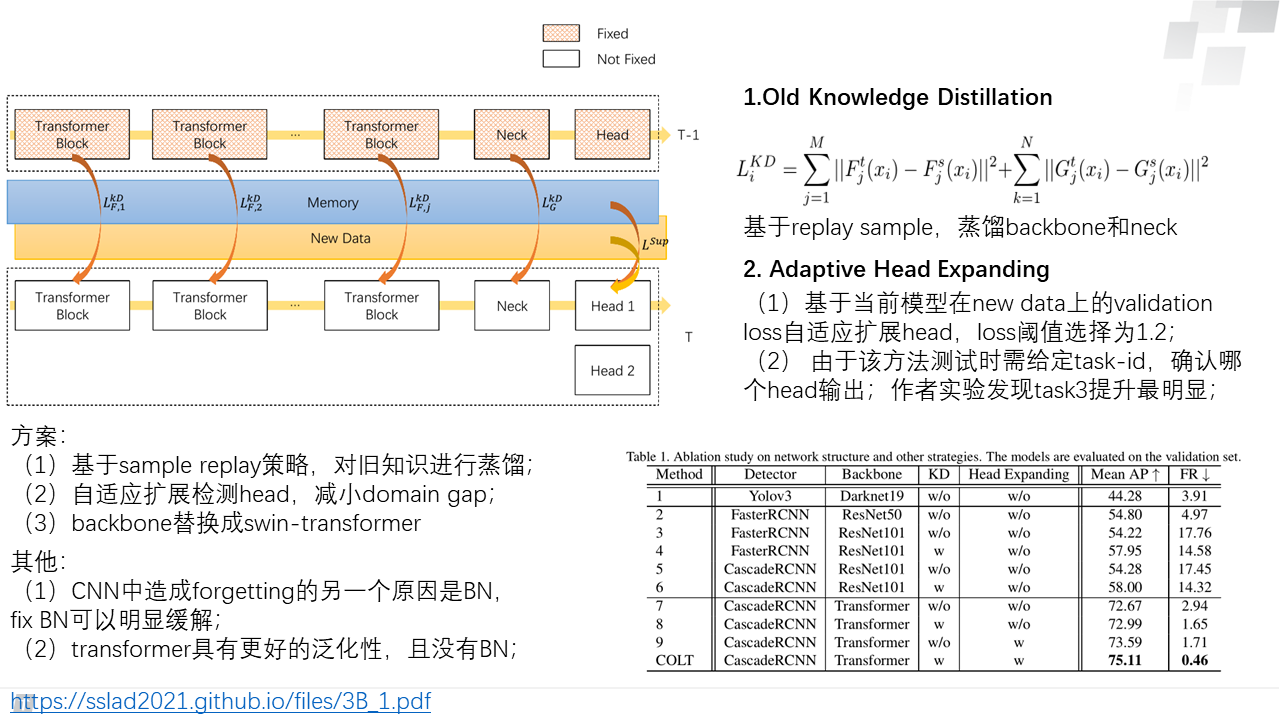 Fixed
Not Fixed
Transformer Block
Transformer Block
...
Transformer Block
Neck
Head
T-1
L_{F,1}^{kD}
L_{F,2}^{kD}
Memory
L_{F,j}^{kD}
L_G^{kD}
New Data
L^{Sup}
Transformer Block
Transformer Block
...
Transformer Block
Neck
Head 1
T
Head 2
1.Old Knowledge Distillation
L_i^{KD} = \sum_{j=1}^{M} ||F_j^t(x_i) − F_j^s(x_i)||^2 + \sum_{k=1}^{N} ||G_j^t(x_i) − G_j^s(x_i)||^2
基于replay sample，蒸馏backbone和neck
2. Adaptive Head Expanding
（1）基于当前模型在new data上的validation
loss自适应扩展head，loss阈值选择为1.2；
（2） 由于该方法测试时需给定task-id，确认哪
个head输出；作者实验发现task3提升最明显；
方案：
（1）基于sample replay策略，对旧知识进行蒸馏；
（2）自适应扩展检测head，减小domain gap；
（3）backbone替换成swin-transformer
其他：
（1）CNN中造成forgetting的另一个原因是BN，
fix BN可以明显缓解；
（2）transformer具有更好的泛化性，且没有BN；
Table 1. Ablation study on network structure and other strategies. The models are evaluated on the validation set.
Method Detector Backbone KD Head Expanding Mean AP ↑ FR ↓
1 Yolov3 Darknet19 w/o w/o 44.28 3.91
2 FasterRCNN ResNet50 w/o w/o 54.80 4.97
3 FasterRCNN ResNet101 w/o w/o 54.22 17.76
4 FasterRCNN ResNet101 w w/o 57.95 14.58
5 CascadeRCNN ResNet101 w/o w/o 54.28 17.45
6 CascadeRCNN ResNet101 w w/o 58.00 14.32
7 CascadeRCNN Transformer w/o w/o 72.67 2.94
8 CascadeRCNN Transformer w w/o 72.99 1.65
9 CascadeRCNN Transformer w/o w 73.59 1.71
COLT CascadeRCNN Transformer w w 75.11 0.46
https://sslad2021.github.io/files/3B_1.pdf